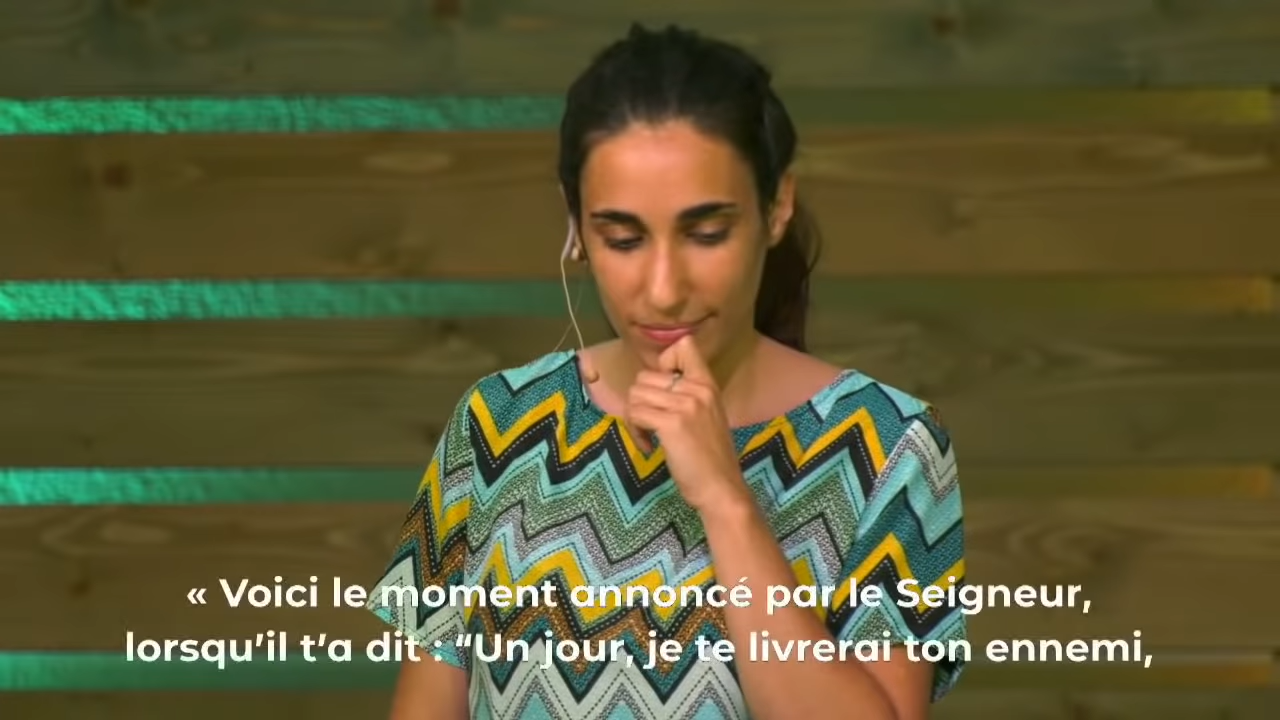 « Voici le moment annoncé par le Seigneur,
lorsqu’il t’a dit : “Un jour, je te livrerai ton ennemi,